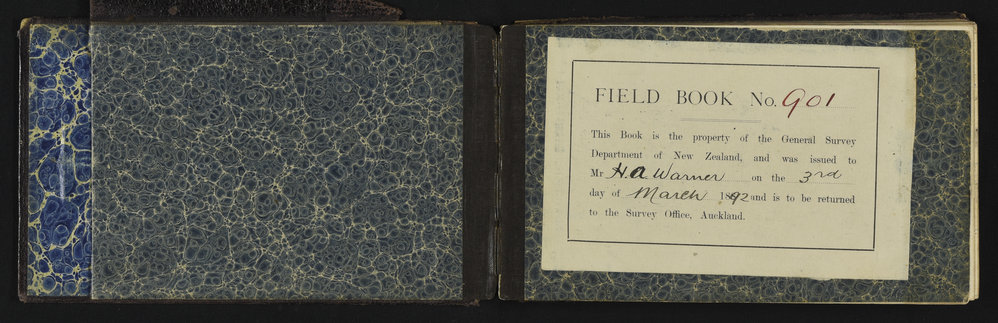 FIELD BOOK No. 901
This Book is the property of the General Survey
Department of New Zealand, and was issued to
Mr H.A. Warner on the 3rd
day of March 1892 and is to be returned
to the Survey Office, Auckland.